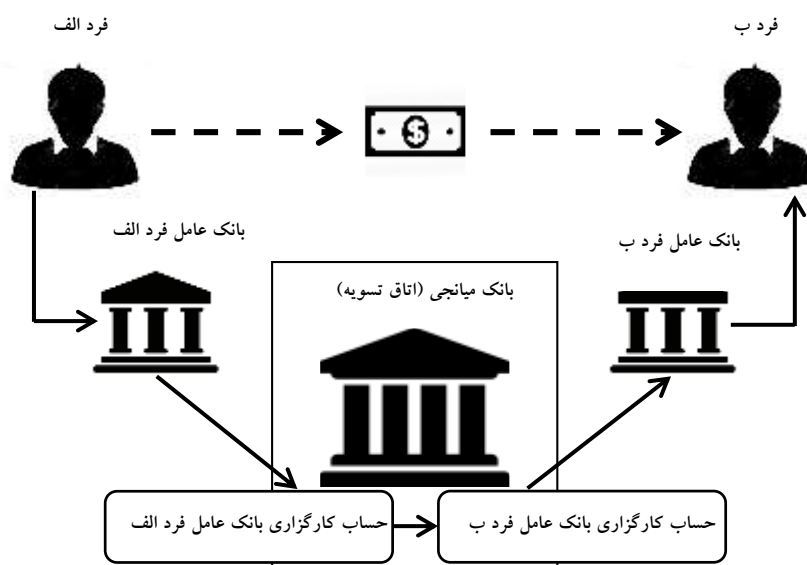 فرد الف
فرد ب
بانک عامل فرد الف
بانک عامل فرد ب
بانک میانجی (اتاق تسویه)
حساب کارگزاری بانک عامل فرد الف
حساب کارگزاری بانک عامل فرد ب